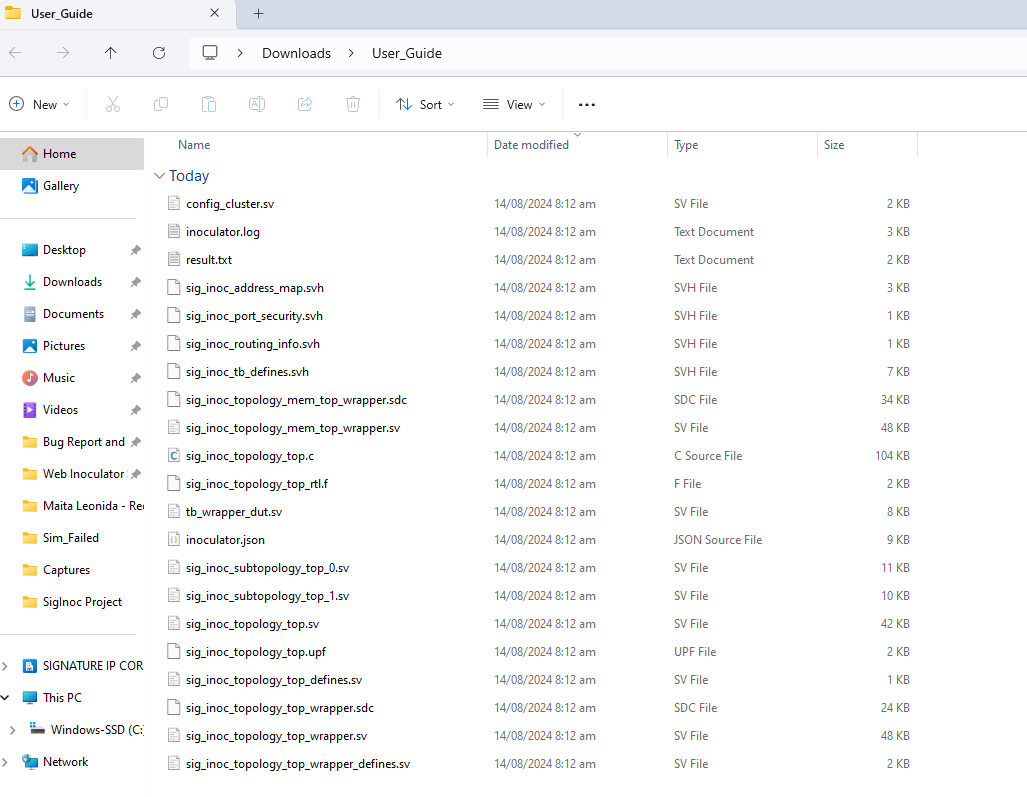 User_Guide
Downloads > User_Guide
New Sort View
Name Date modified Type Size
Home
Gallery
Desktop
Downloads
Documents
Pictures
Music
Videos
Bug Report and
Web Inoculator
Maita Leonida - Re
Sim_Failed
Captures
SigInoc Project
SIGNATURE IP COR
This PC
Windows-SSD (C:)
Network
Today
config_cluster.sv 14/08/2024 8:12 am SV File 2 KB
inoculator.log 14/08/2024 8:12 am Text Document 3 KB
result.txt 14/08/2024 8:12 am Text Document 2 KB
sig_inoc_address_map.svh 14/08/2024 8:12 am SVH File 3 KB
sig_inoc_port_security.svh 14/08/2024 8:12 am SVH File 1 KB
sig_inoc_routing_info.svh 14/08/2024 8:12 am SVH File 1 KB
sig_inoc_tb_defines.svh 14/08/2024 8:12 am SVH File 7 KB
sig_inoc_topology_mem_top_wrapper.sdc 14/08/2024 8:12 am SDC File 34 KB
sig_inoc_topology_mem_top_wrapper.sv 14/08/2024 8:12 am SV File 48 KB
sig_inoc_topology_top.c 14/08/2024 8:12 am C Source File 104 KB
sig_inoc_topology_top_rtl.f 14/08/2024 8:12 am F File 2 KB
tb_wrapper_dut.sv 14/08/2024 8:12 am SV File 8 KB
inoculator.json 14/08/2024 8:12 am JSON Source File 9 KB
sig_inoc_subtopology_top_0.sv 14/08/2024 8:12 am SV File 11 KB
sig_inoc_subtopology_top_1.sv 14/08/2024 8:12 am SV File 10 KB
sig_inoc_topology_top.sv 14/08/2024 8:12 am SV File 42 KB
sig_inoc_topology_top.upf 14/08/2024 8:12 am UPF File 2 KB
sig_inoc_topology_top_defines.sv 14/08/2024 8:12 am SV File 1 KB
sig_inoc_topology_top_wrapper.sdc 14/08/2024 8:12 am SDC File 24 KB
sig_inoc_topology_top_wrapper.sv 14/08/2024 8:12 am SV File 48 KB
sig_inoc_topology_top_wrapper_defines.sv 14/08/2024 8:12 am SV File 2 KB